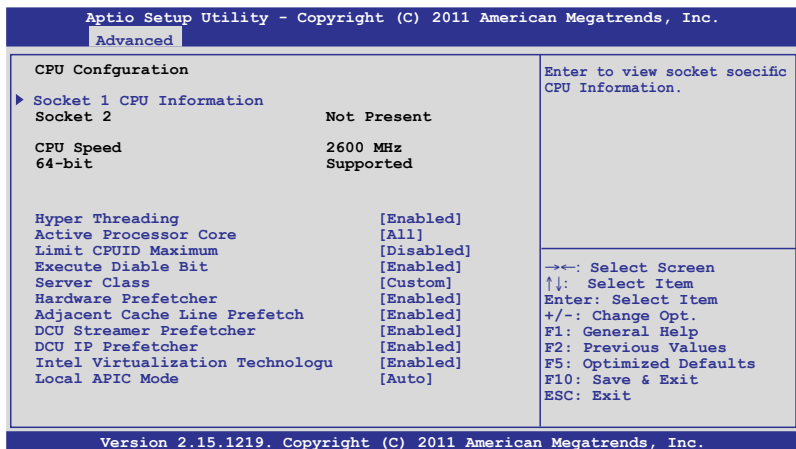 Aptio Setup Utility - Copyright (C) 2011 American Megatrends, Inc.
Advanced
CPU Confguration
Socket 1 CPU Information
Socket 2 Not Present
CPU Speed 2600 MHz
64-bit Supported
Hyper Threading [Enabled]
Active Processor Core [All]
Limit CPUID Maximum [Disabled]
Execute Diable Bit [Enabled]
Server Class [Custom]
Hardware Prefetcher [Enabled]
Adjacent Cache Line Prefetch [Enabled]
DCU Streamer Prefetcher [Enabled]
DCU IP Prefetcher [Enabled]
Intel Virtualization Technologu [Enabled]
Local APIC Mode [Auto]
Enter to view socket soecific
CPU Information.
→←: Select Screen
↑↓: Select Item
Enter: Select Item
+/-: Change Opt.
F1: General Help
F2: Previous Values
F5: Optimized Defaults
F10: Save & Exit
ESC: Exit
Version 2.15.1219. Copyright (C) 2011 American Megatrends, Inc.